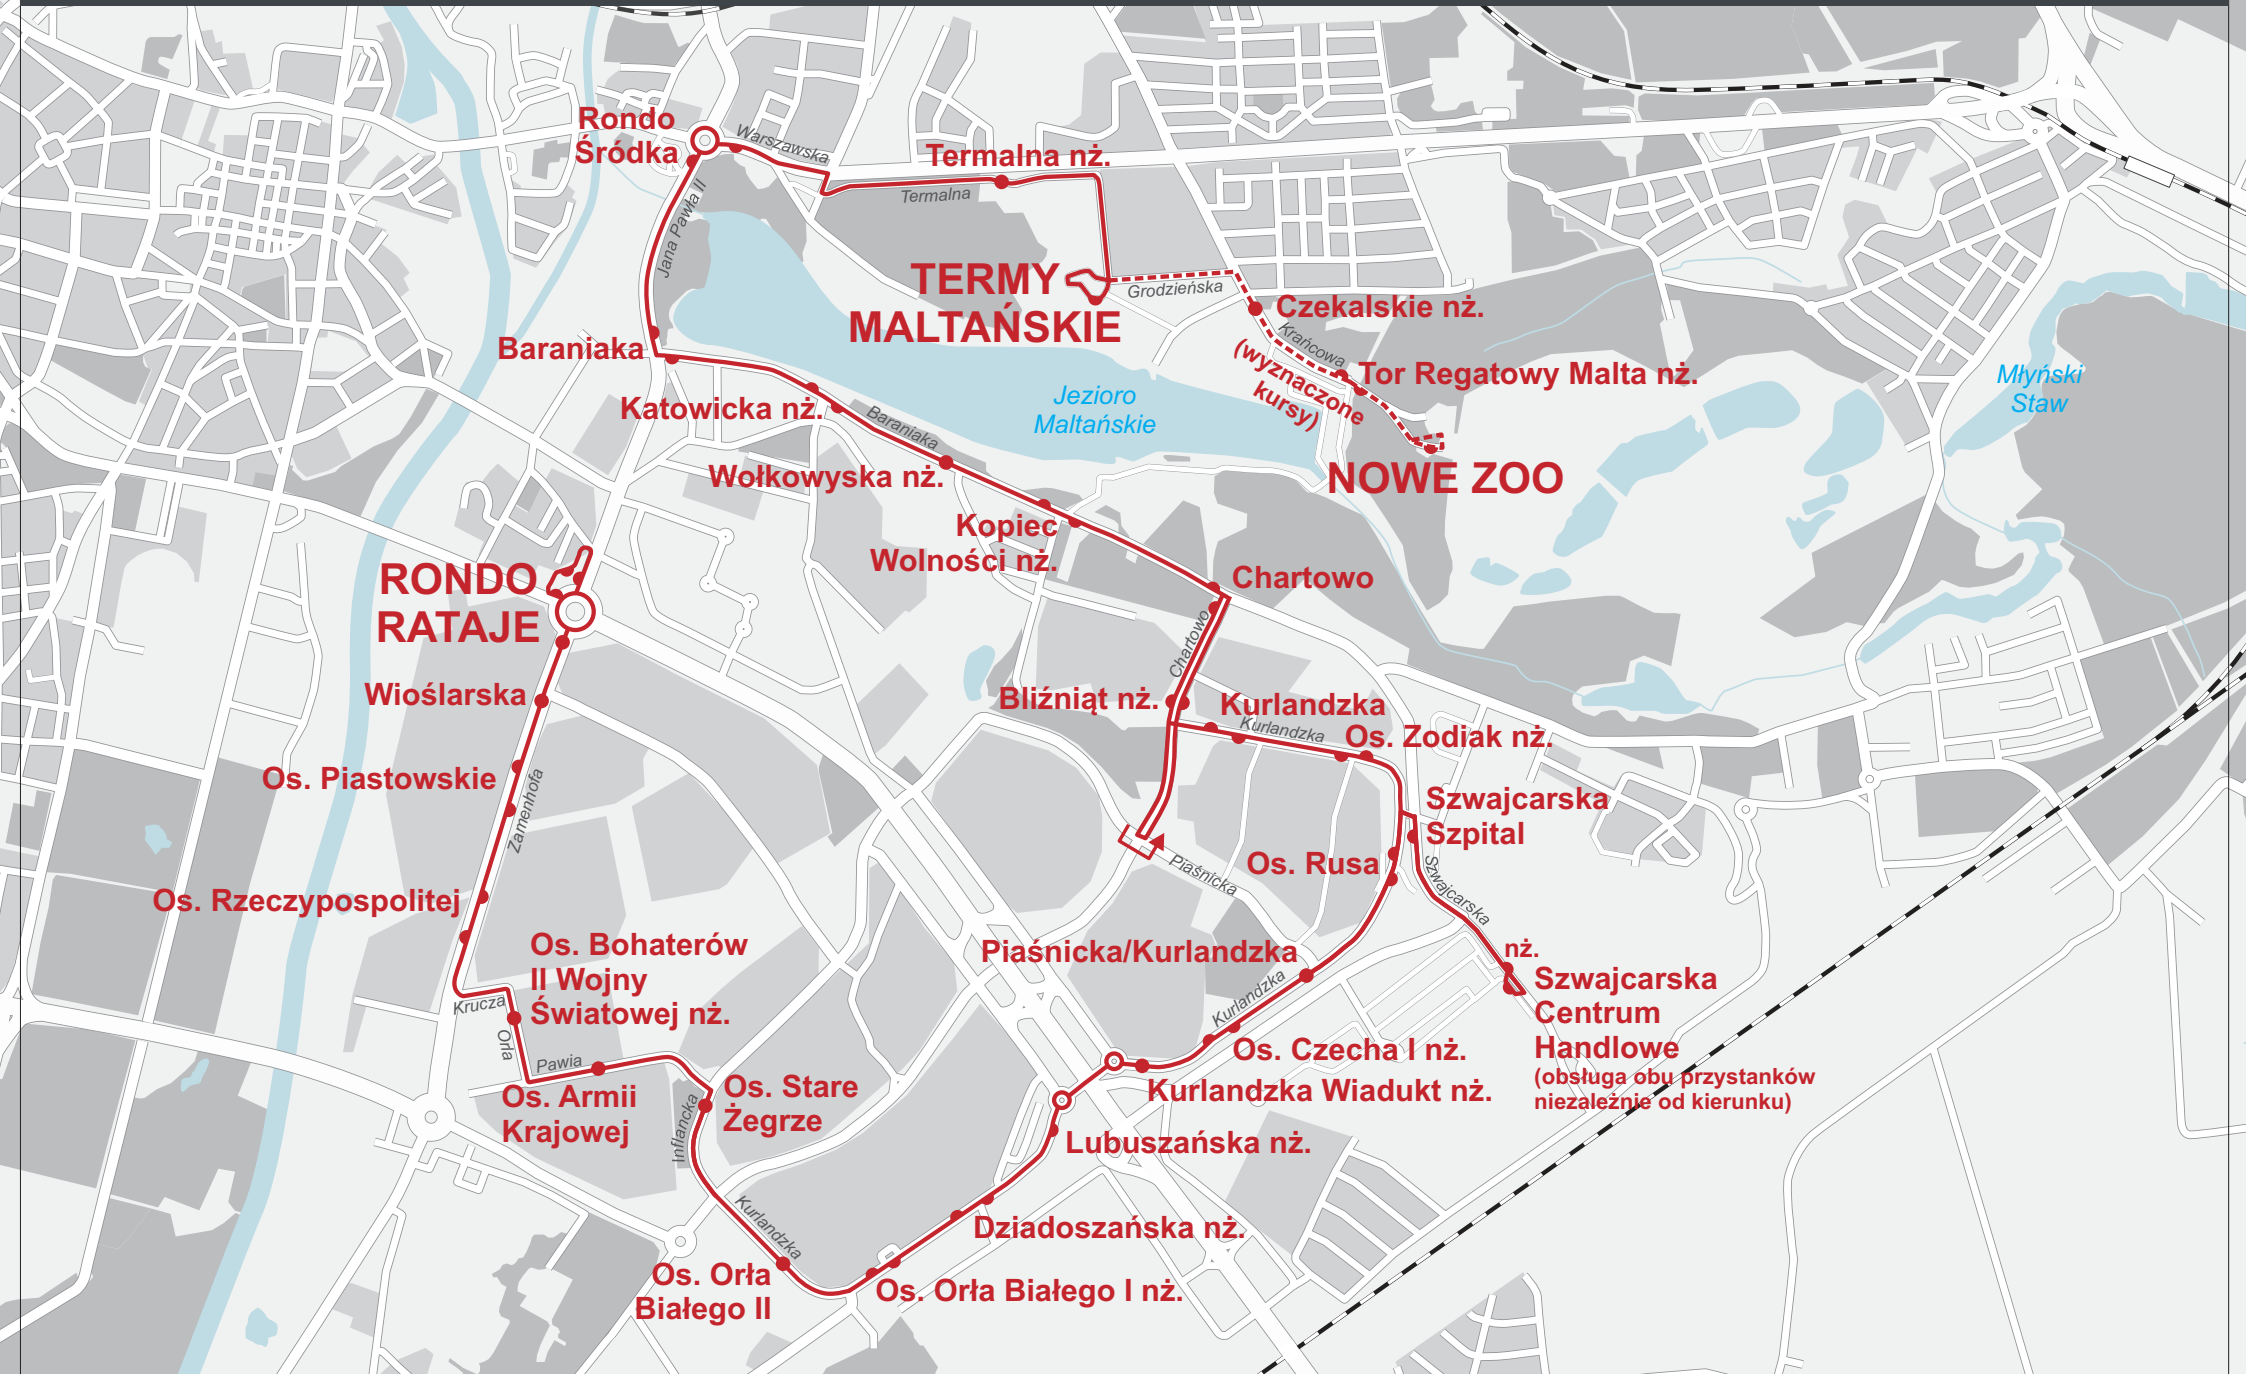 Rondo
Śródka
Warszawska
Termalna nż.
Termalna
Jana Pawła II
TERMY
MALTAŃSKIE
Grodzieńska
Czekalskie nż.
Krańcowa
(wyznaczone
kursy)
Tor Regatowy Malta nż.
NOWE ZOO
Młyński
Staw
Baraniaka
Katowicka nż.
Baraniaka
Jezioro
Maltańskie
Wołkowyska nż.
Kopiec
Wolności nż.
Chartowo
Chartowo
RONDO
RATAJE
Wioślarska
Bliźniąt nż.
Kurlandzka
Kurlandzka
Os. Zodiak nż.
Os. Piastowskie
Zamenhofa
Szwajcarska
Szpital
Os. Rusa
Piaśnicka
Szwajcarska
Os. Rzeczypospolitej
Os. Bohaterów
II Wojny
Światowej nż.
Piaśnicka/Kurlandzka
nż.
Szwajcarska
Centrum
Handlowe
(obsługa obu przystanków
niezależnie od kierunku)
Krucza
Orla
Pawia
Kurlandzka
Os. Czecha I nż.
Kurlandzka Wiadukt nż.
Os. Armii
Krajowej
Os. Stare
Żegrze
Inflancka
Lubuszańska nż.
Kurlandzka
Dziadoszańska nż.
Os. Orła
Białego II
Os. Orła Białego I nż.